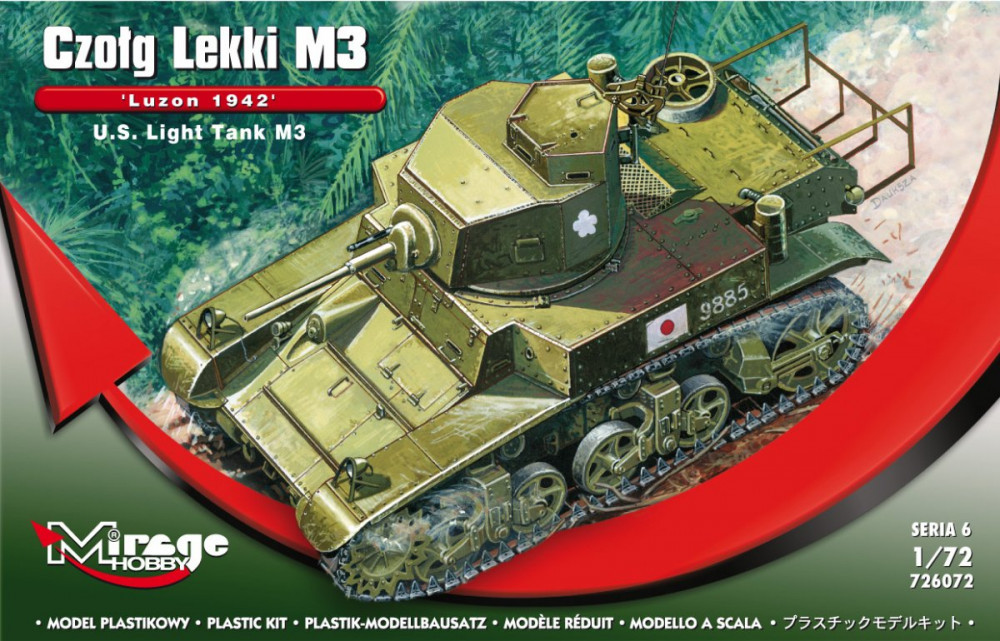 Czołg Lekki M3
'Luzon 1942'
U.S. Light Tank M3
DAUKSZA
9885
Mirage®
HOBBY
SERIA 6
1/72
726072
• MODEL PLASTIKOWY • PLASTIC KIT • PLASTIK-MODELLBAUSATZ • MODÈLE RÉDUIT • MODELLO A SCALA • プラスチックモデルキット •